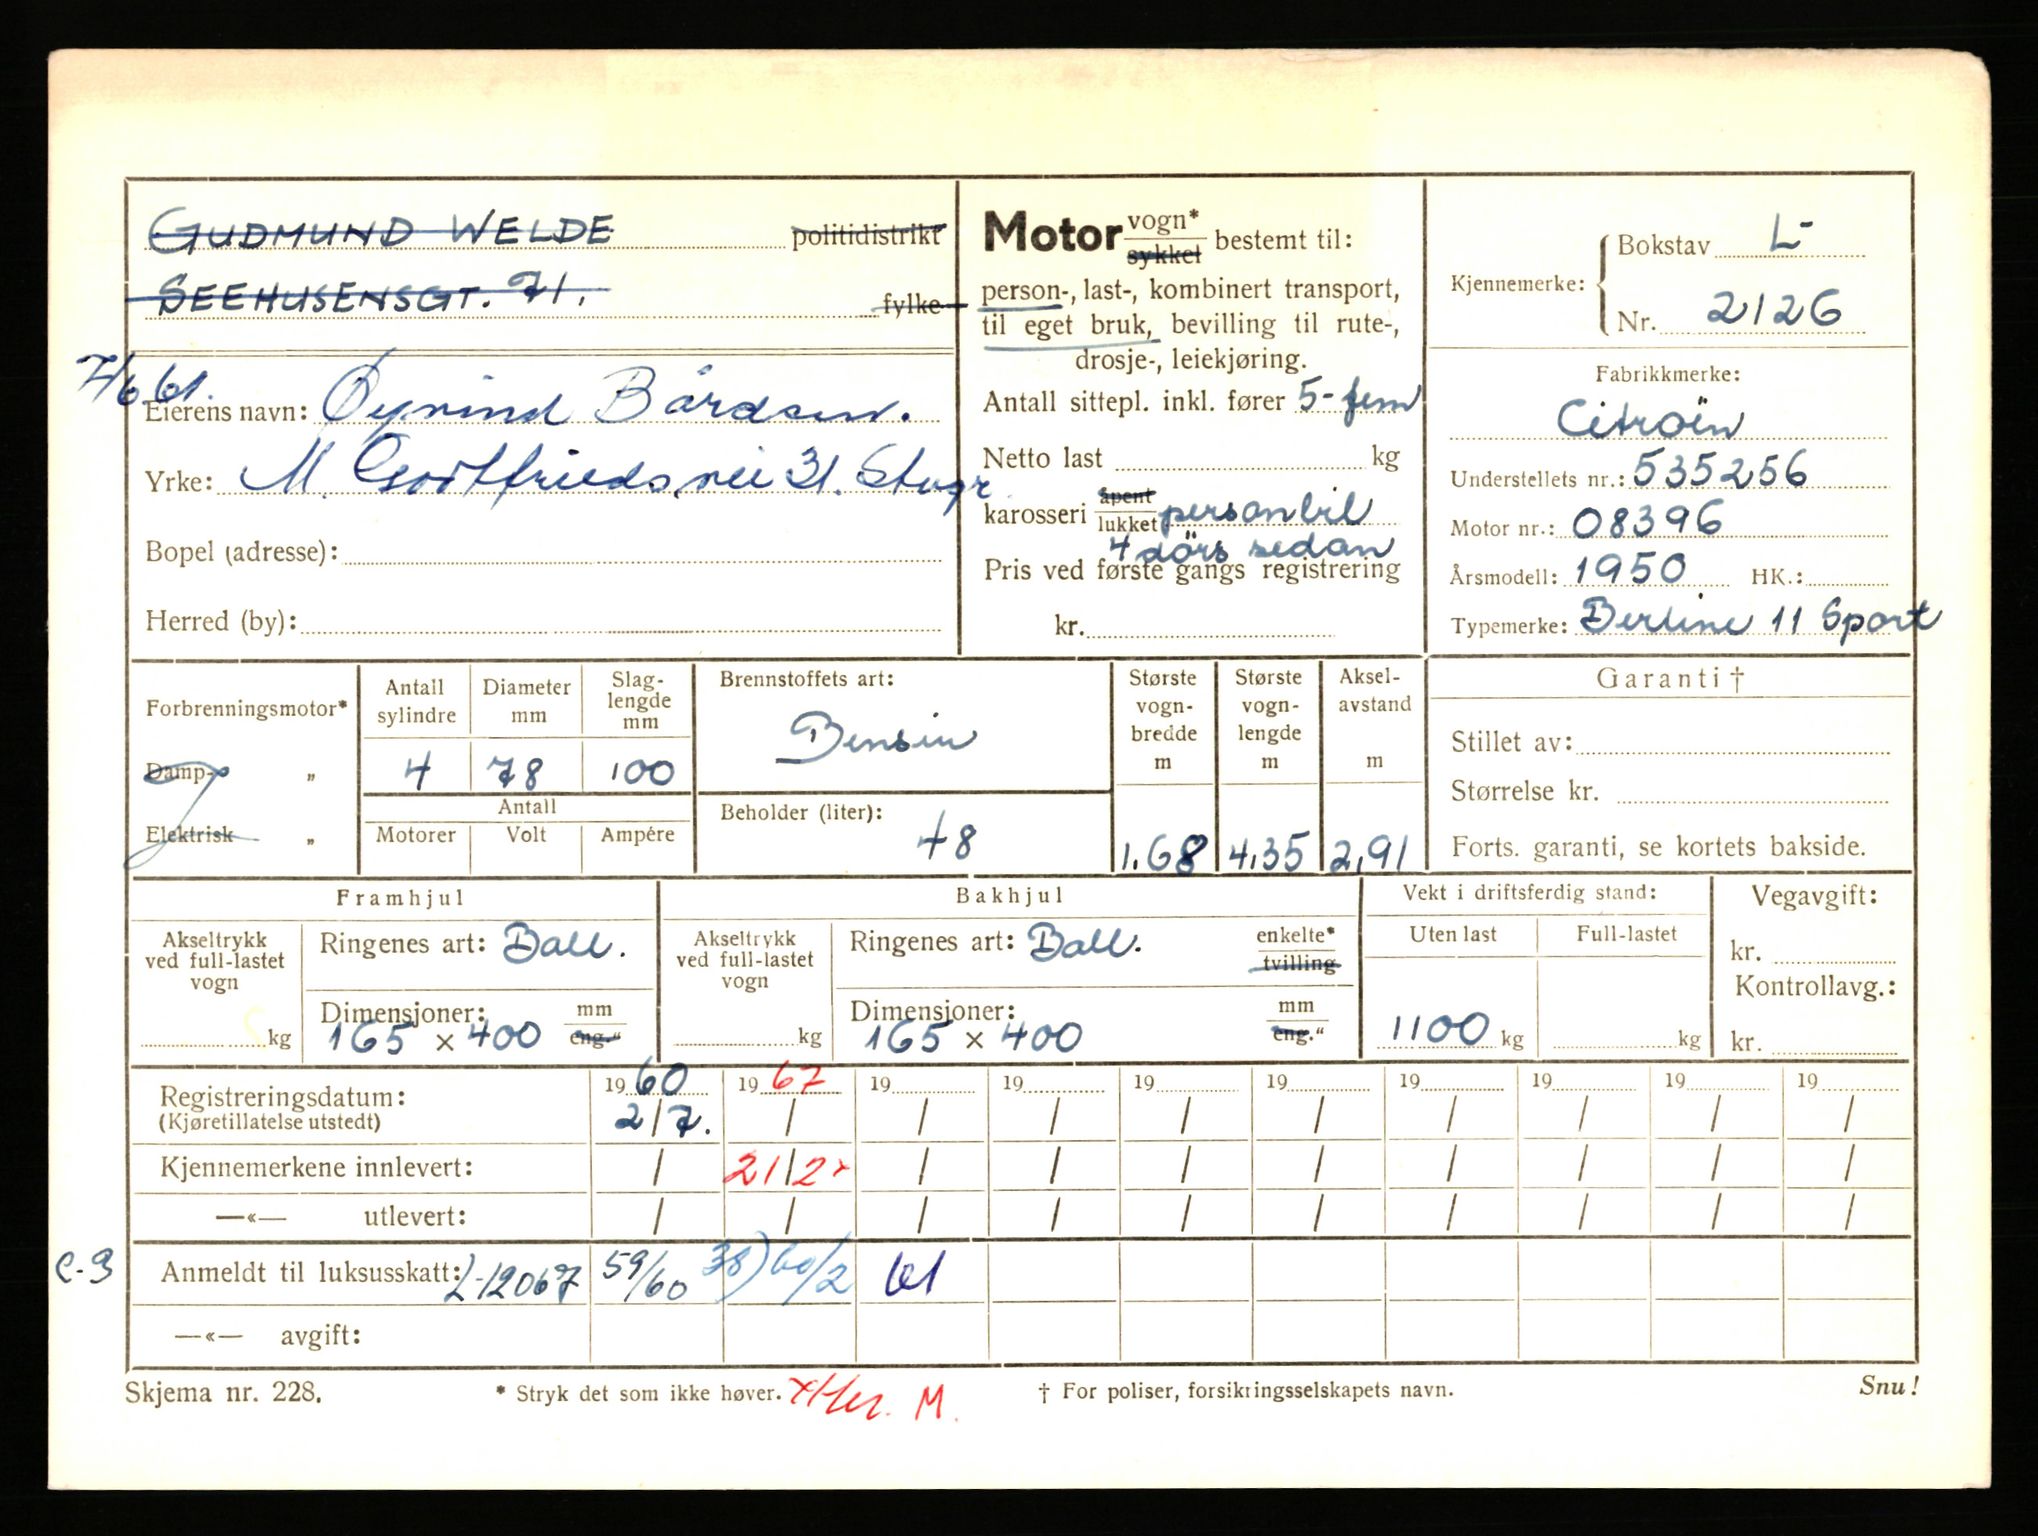 GUDMUND WELDE politidistrikt
SEEHUSENSGT. 71. fylke
7/6 61.
Eierens navn: Øyvind Bårdsen.
Yrke: M. Gottfrieds vei 31. Stvgr
Bopel (adresse):
Herred (by):
Motor vogn* sykkel bestemt til:
person-, last-, kombinert transport,
til eget bruk, bevilling til rute-,
drosje-, leiekjøring.
Antall sittepl. inkl. fører 5-fem
Netto last kg
karosseri åpent lukket personbil
4 dörs sedan
Pris ved første gangs registrering
kr.
Kjennemerke: Bokstav L-
Nr. 2126
Fabrikkmerke:
Citroën
Understellets nr.: 535256
Motor nr.: 08396
Årsmodell: 1950 HK.:
Typemerke: Berline 11 Sport
Forbrenningsmotor*
Damp- "
Elektrisk "
Antall sylindre
Diameter mm
Slag-lengde mm
4 78 100
Antall
Motorer Volt Ampére
Brennstoffets art:
Bensin
Beholder (liter):
48
Største vogn-bredde m
1.68
Største vogn-lengde m
4,35
Aksel-avstand m
2,91
Garanti †
Stillet av:
Størrelse kr.
Forts. garanti, se kortets bakside.
Framhjul
Akseltrykk ved full-lastet vogn
kg
Ringenes art: Ball.
Dimensjoner: mm eng."
165 × 400
Bakhjul
Akseltrykk ved full-lastet vogn
kg
Ringenes art: Ball. enkelte* tvilling
Dimensjoner: mm eng."
165 × 400
Vekt i driftsferdig stand:
Uten last Full-lastet
1100 kg kg
Vegavgift:
kr.
Kontrollavg.:
kr.
Registreringsdatum: 1960 1967 19 19 19 19 19 19 19 19
(Kjøretillatelse utstedt) 2/7. / / / / / / / / /
Kjennemerkene innlevert: / 21/2x / / / / / / / /
—«— utlevert: / / / / / / / / / /
C-3 Anmeldt til luksusskatt: L-12067 59/60 38) 60/2 61
—«— avgift:
Skjema nr. 228. * Stryk det som ikke høver. † For poliser, forsikringsselskapets navn. Snu!
M.